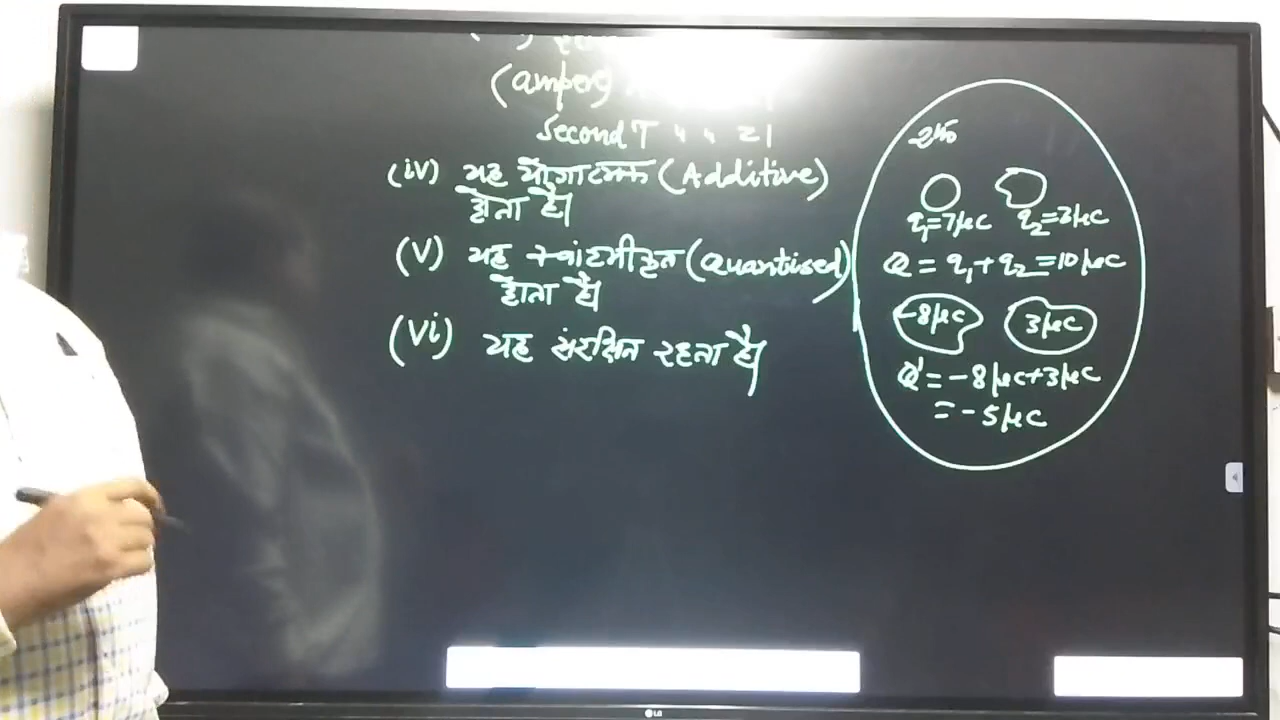 (ampere)
Second T " " ZI
(iv) यह योगात्मक (Additive)
होता है।
(V) यह क्वांटमीकृत (Quantised)
होता है।
(Vi) यह संरक्षित रहता है।
q₁=7μC q₂=3μC
Q = q₁+q₂ =10μC
-8μC 3μC
Q' = -8μC+3μC
= -5μC
LG